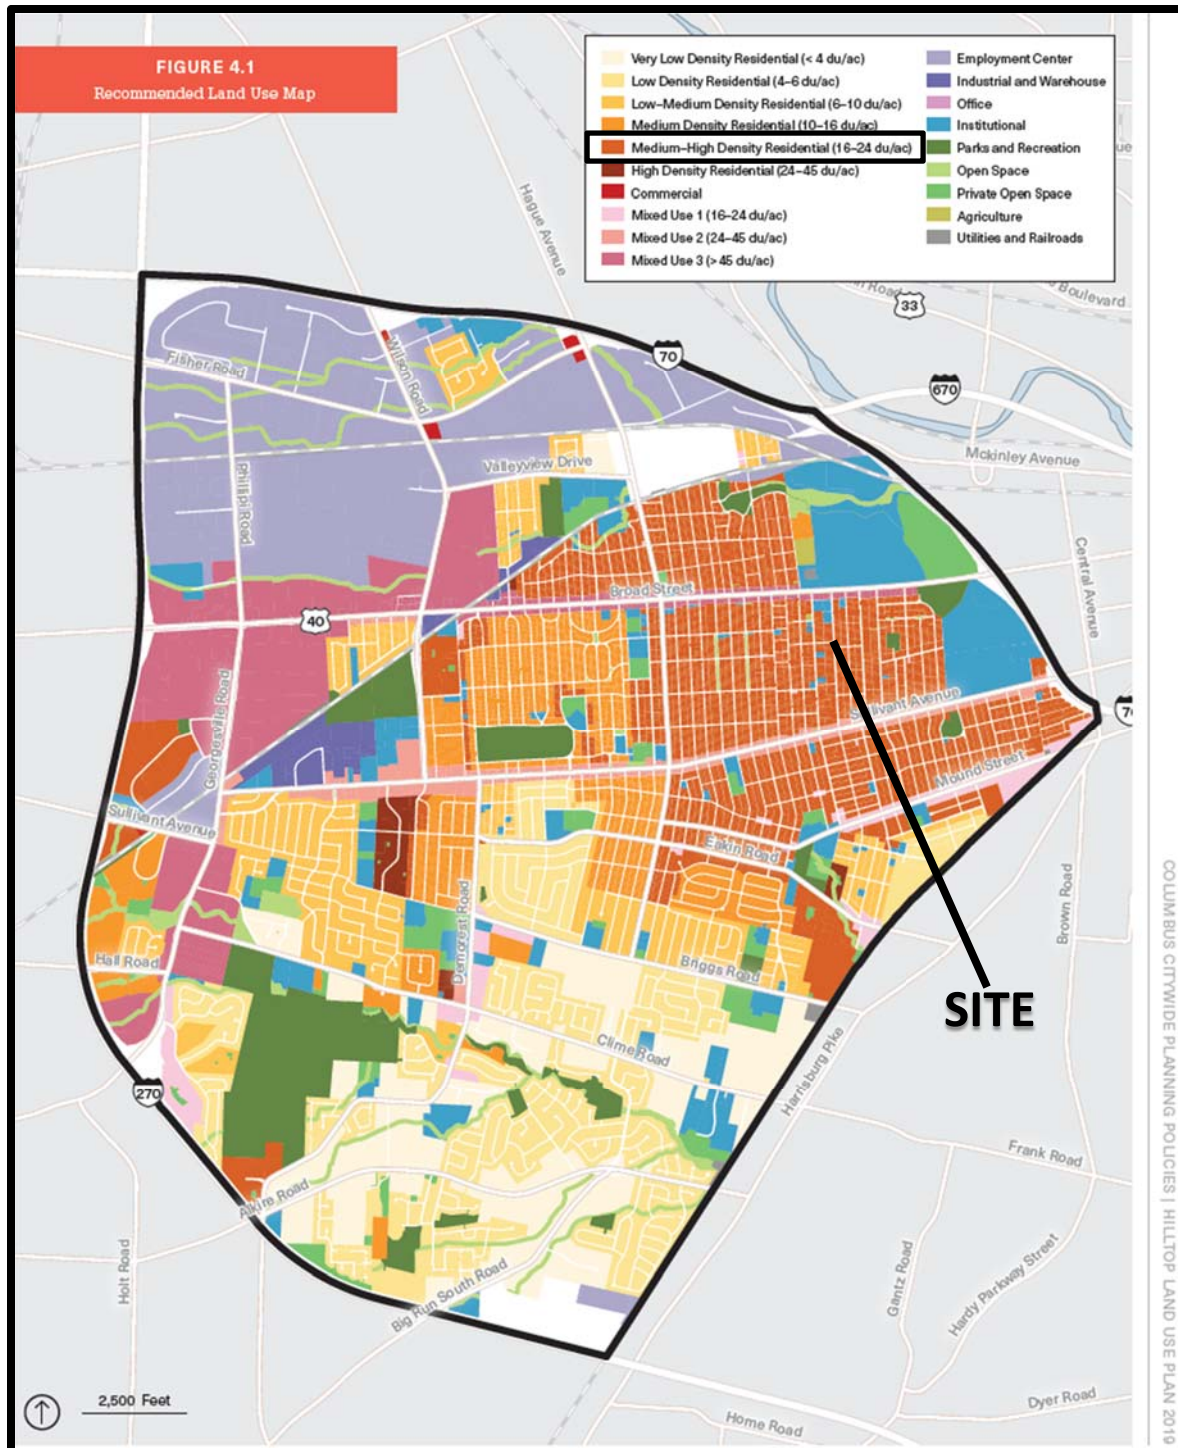 FIGURE 4.1
Recommended Land Use Map
Very Low Density Residential (< 4 du/ac)
Low Density Residential (4–6 du/ac)
Low–Medium Density Residential (6–10 du/ac)
Medium Density Residential (10–16 du/ac)
Medium–High Density Residential (16–24 du/ac)
High Density Residential (24–45 du/ac)
Commercial
Mixed Use 1 (16–24 du/ac)
Mixed Use 2 (24–45 du/ac)
Mixed Use 3 (> 45 du/ac)
Employment Center
Industrial and Warehouse
Office
Institutional
Parks and Recreation
Open Space
Private Open Space
Agriculture
Utilities and Railroads
Hague Avenue
Road
Boulevard
33
70
670
Fisher Road
Wilson Road
Mckinley Avenue
Valleyview Drive
Phillipi Road
Central Avenue
Broad Street
40
Georgesville Road
Sullivant Avenue
Mound Street
Sullivant Avenue
Eakin Road
Demorest Road
Brown Road
Hall Road
Briggs Road
SITE
Clime Road
Harrisburg Pike
270
Frank Road
Alkire Road
Holt Road
Big Run South Road
Gantz Road
Hardy Parkway Street
2,500 Feet
Dyer Road
Home Road
COLUMBUS CITYWIDE PLANNING POLICIES | HILLTOP LAND USE PLAN 2019